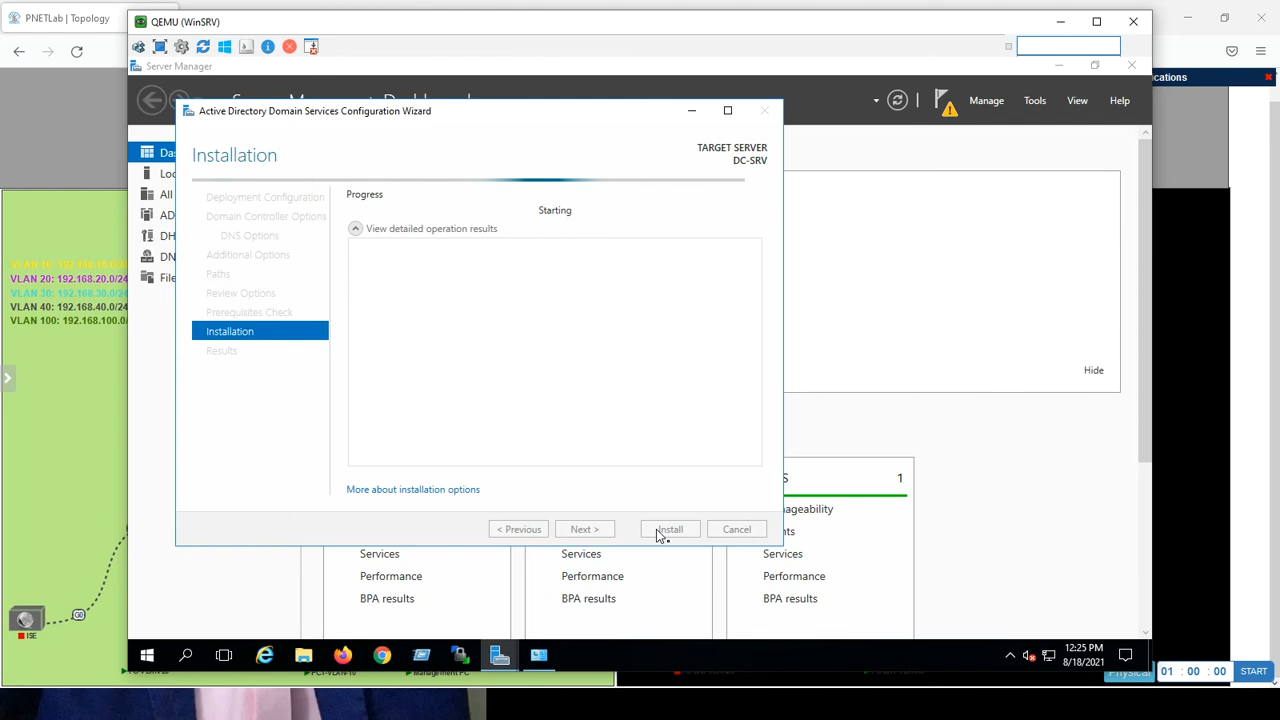 PNETLab | Topology
QEMU (WinSRV)
Server Manager
Manage
Tools
View
Help
Active Directory Domain Services Configuration Wizard
Installation
TARGET SERVER
DC-SRV
Deployment Configuration
Domain Controller Options
DNS Options
Additional Options
Paths
Review Options
Prerequisites Check
Installation
Results
Progress
Starting
View detailed operation results
More about installation options
< Previous
Next >
Install
Cancel
Hide
1
Services
Performance
BPA results
Services
Performance
BPA results
Services
Performance
BPA results
VLAN 20: 192.168.20.0/24
VLAN 30: 192.168.30.0/24
VLAN 40: 192.168.40.0/24
VLAN 100: 192.168.100.0/
G0
ISE
12:25 PM
8/18/2021
Physical
01 : 00 : 00
START